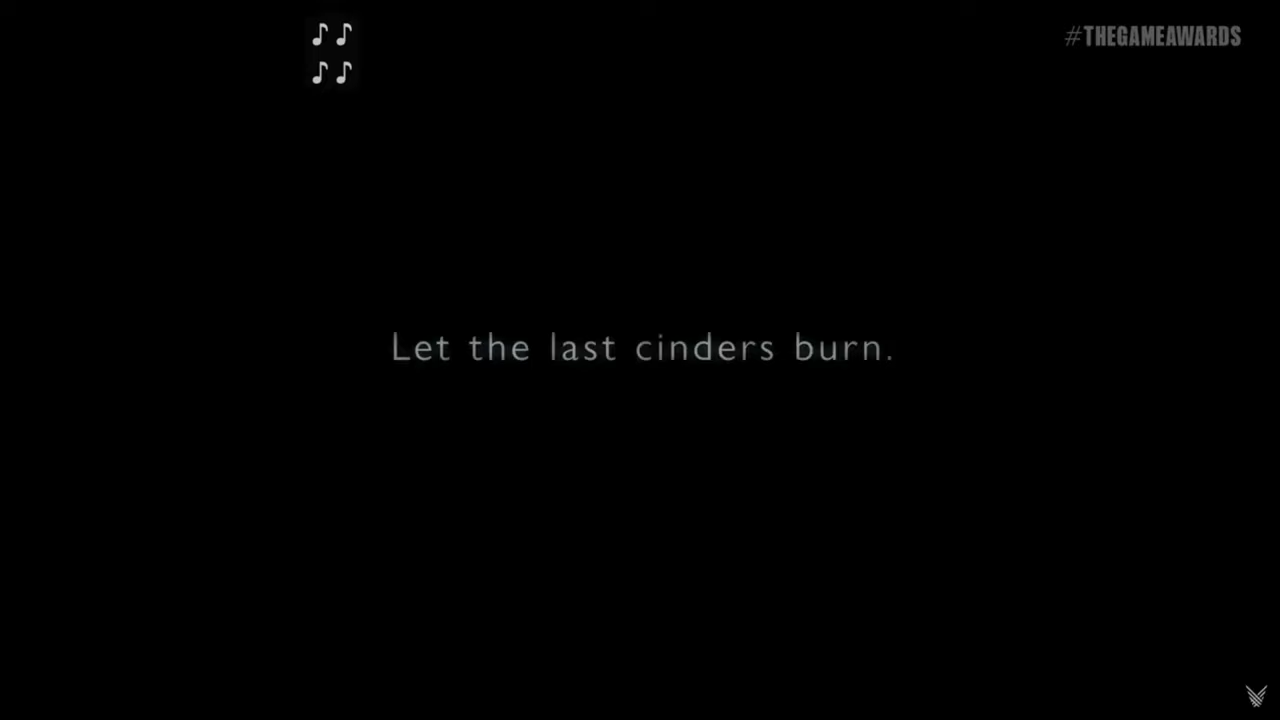 ♪ ♪
♪ ♪
#THEGAMEAWARDS
Let the last cinders burn.